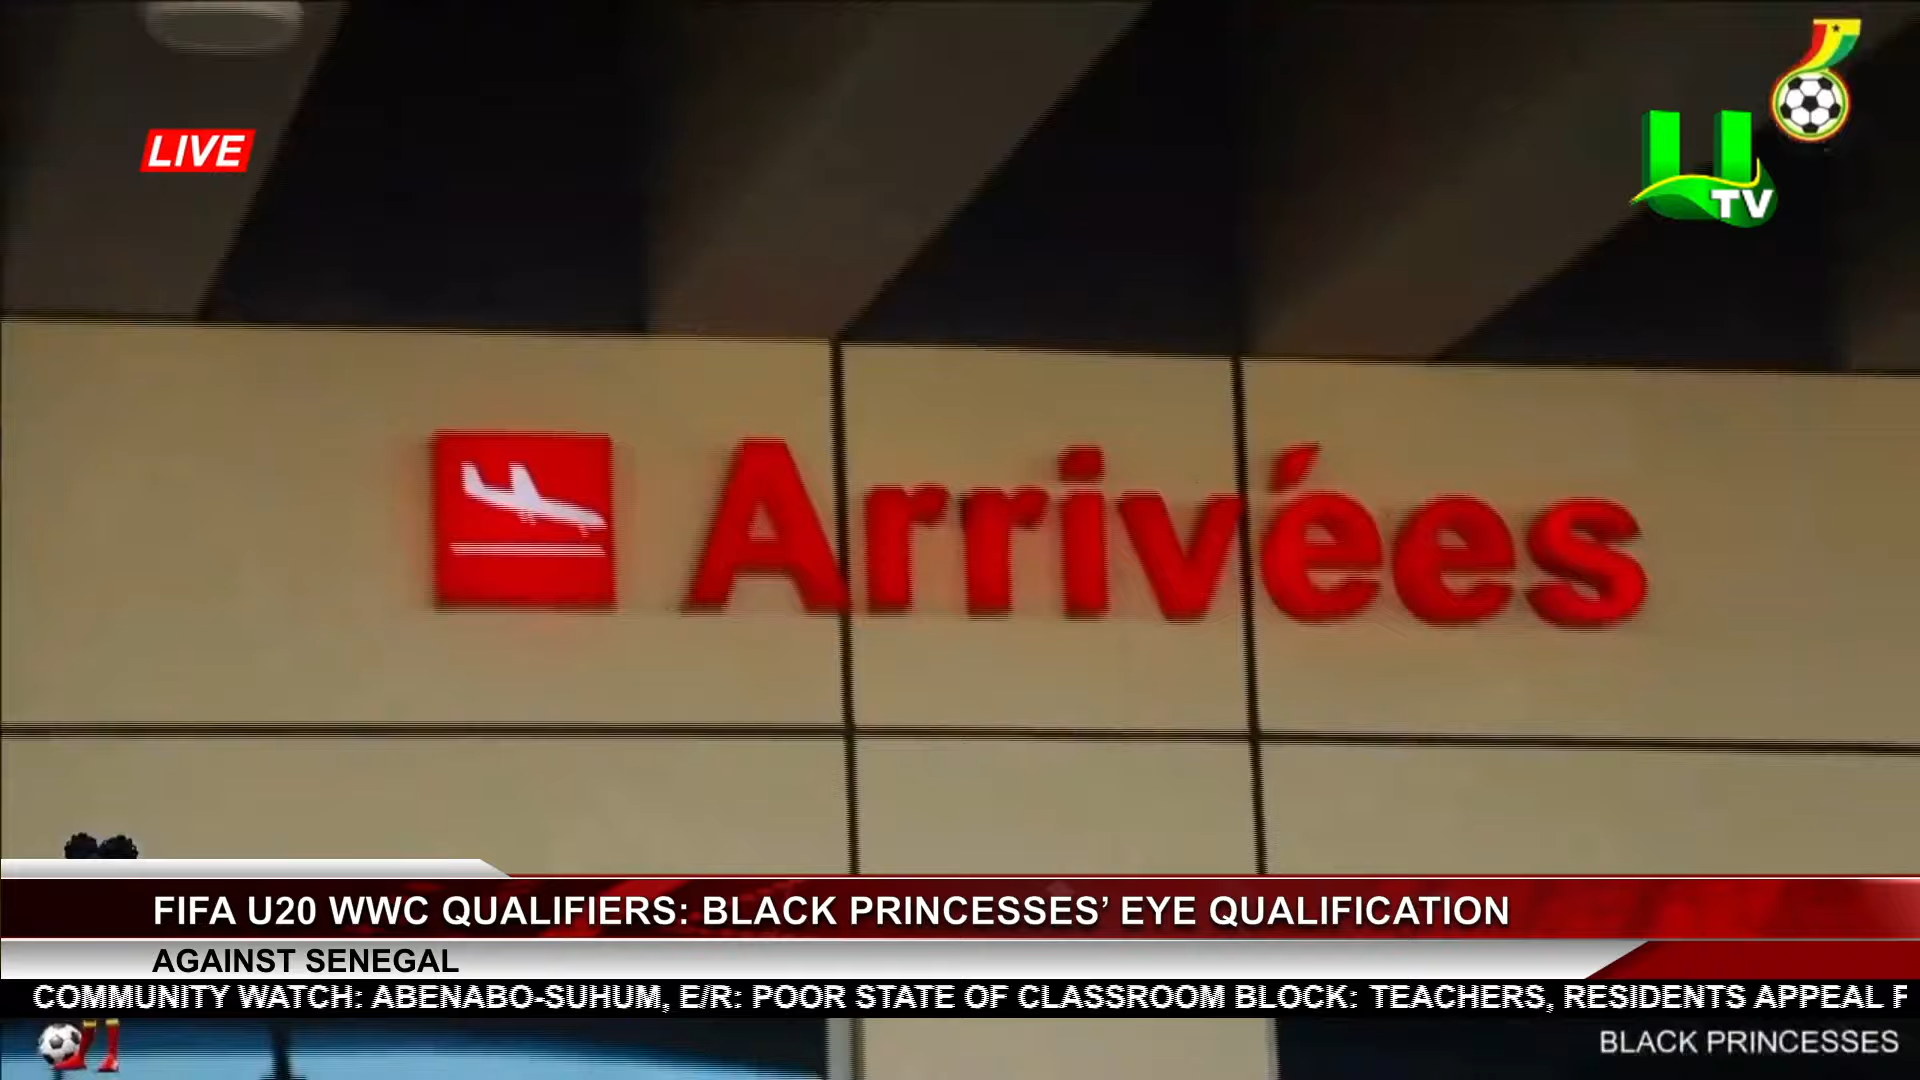 LIVE
U
TV
Arrivées
FIFA U20 WWC QUALIFIERS: BLACK PRINCESSES’ EYE QUALIFICATION
AGAINST SENEGAL
COMMUNITY WATCH: ABENABO-SUHUM, E/R: POOR STATE OF CLASSROOM BLOCK: TEACHERS, RESIDENTS APPEAL F
BLACK PRINCESSES